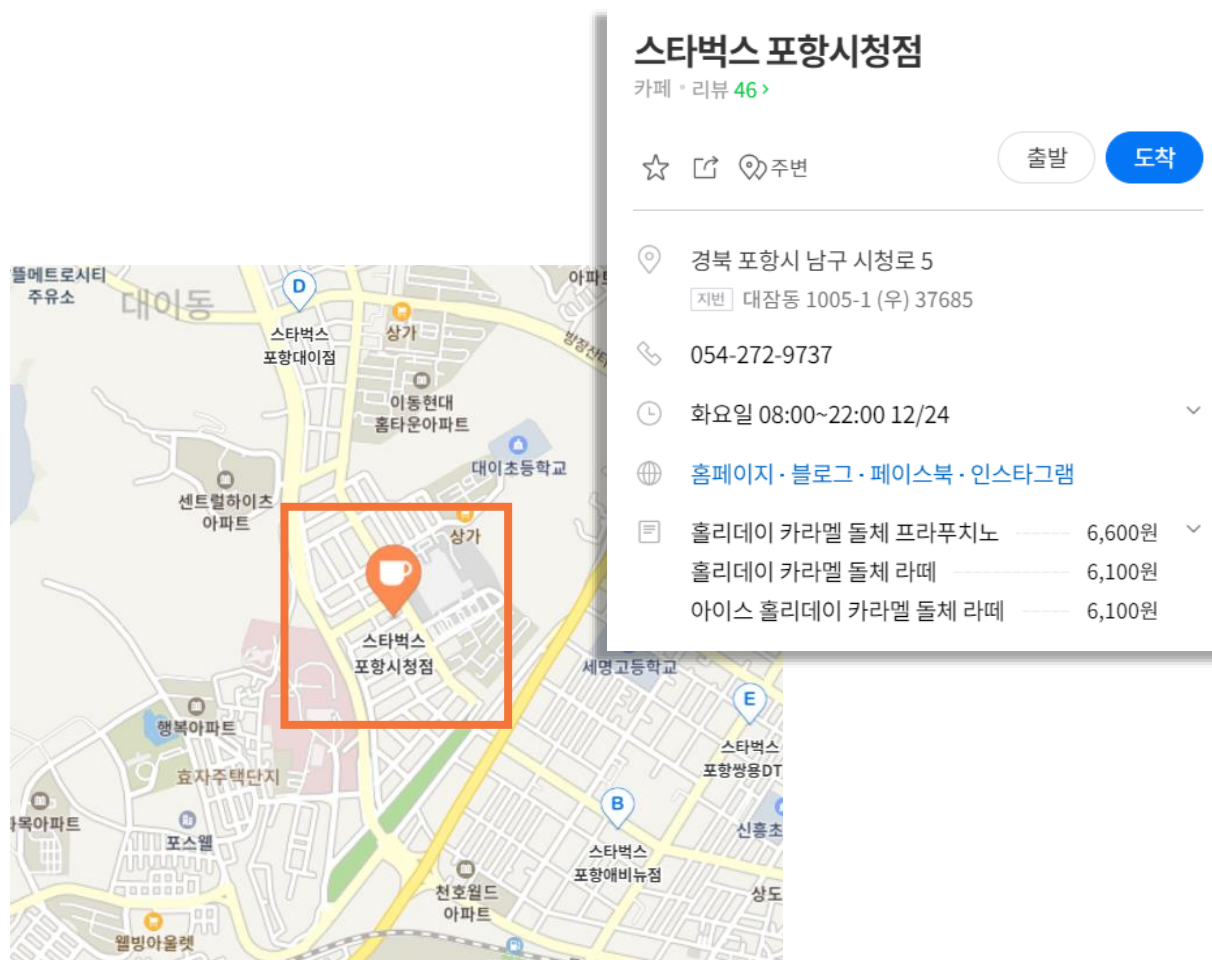 스타벅스 포항시청점
카페 • 리뷰 46 >
주변
출발
도착
경북 포항시 남구 시청로 5
지번 대잠동 1005-1 (우) 37685
054-272-9737
화요일 08:00~22:00 12/24
홈페이지 · 블로그 · 페이스북 · 인스타그램
홀리데이 카라멜 돌체 프라푸치노 6,600원
홀리데이 카라멜 돌체 라떼 6,100원
아이스 홀리데이 카라멜 돌체 라떼 6,100원
뜰메트로시티
주유소
대이동
D
스타벅스
포항대이점
상가
이동현대
홈타운아파트
대이초등학교
센트럴하이츠
아파트
상가
스타벅스
포항시청점
세명고등학교
행복아파트
효자주택단지
E
스타벅스
포항쌍용DT
목아파트
포스웰
B
스타벅스
포항애비뉴점
신흥초
천호월드
아파트
상도
웰빙아울렛